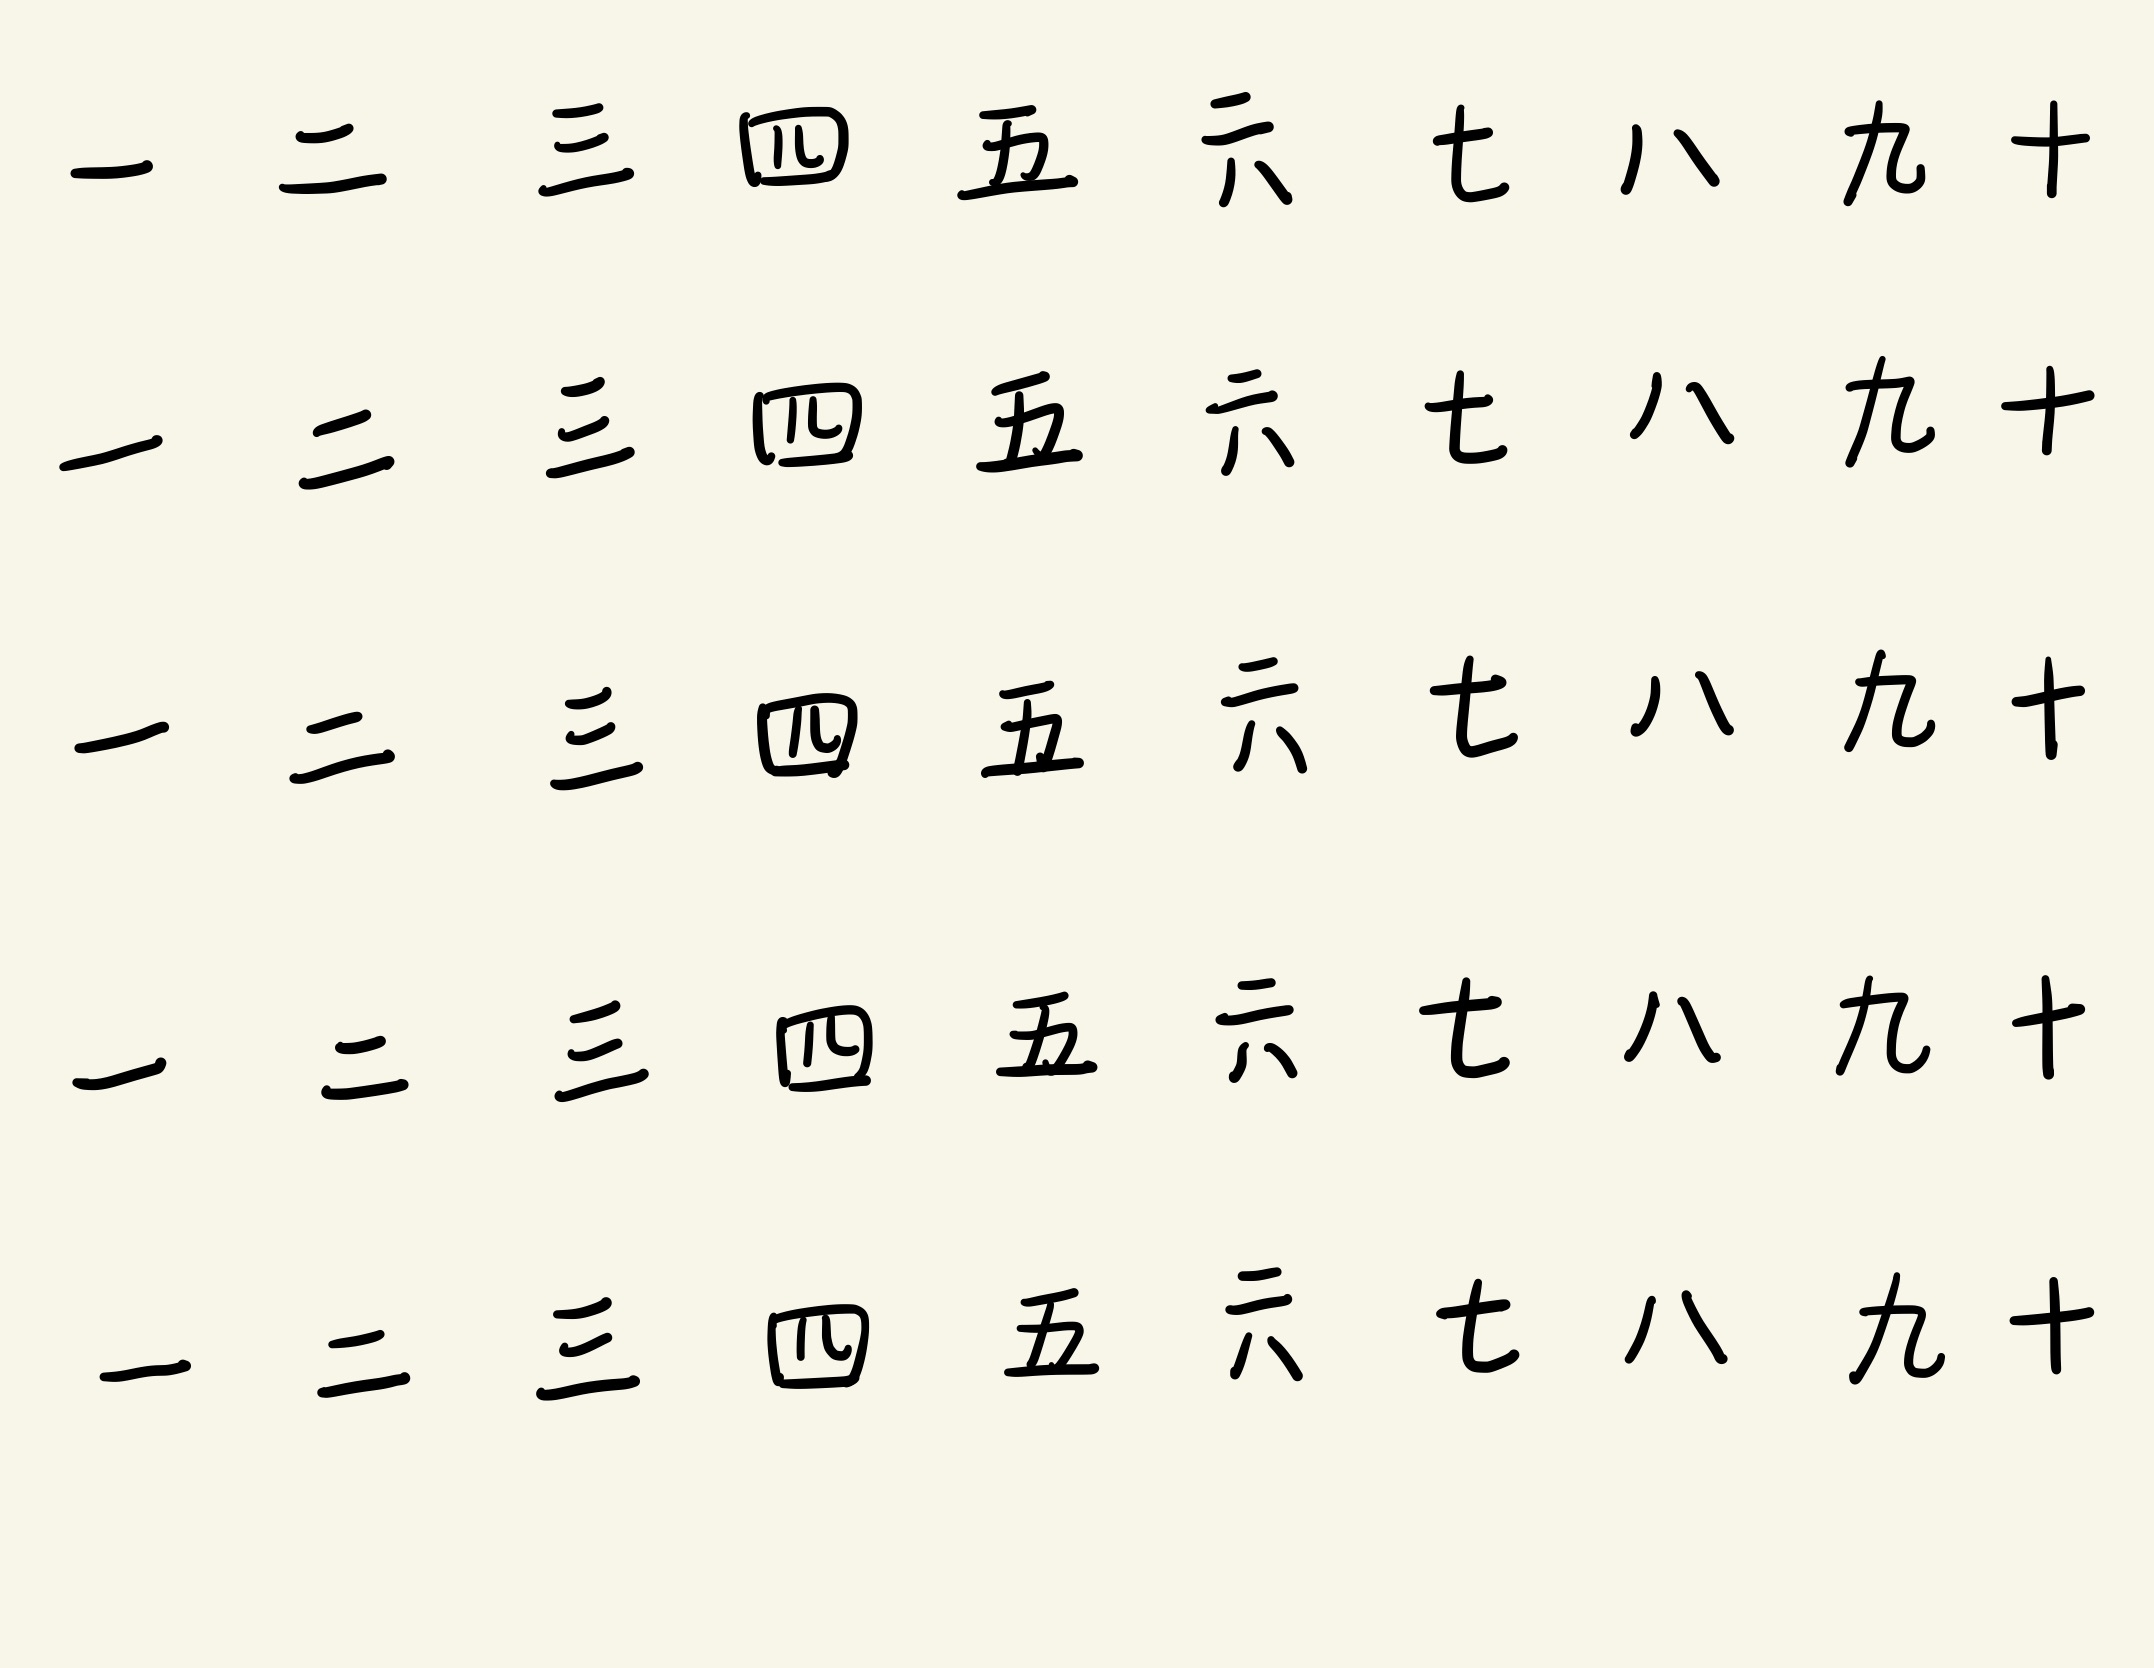 一 二 三 四 五 六 七 八 九 十
一 二 三 四 五 六 七 八 九 十
一 二 三 四 五 六 七 八 九 十
一 二 三 四 五 六 七 八 九 十
一 二 三 四 五 六 七 八 九 十